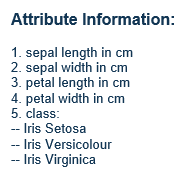 Attribute Information:
1. sepal length in cm
2. sepal width in cm
3. petal length in cm
4. petal width in cm
5. class:
-- Iris Setosa
-- Iris Versicolour
-- Iris Virginica